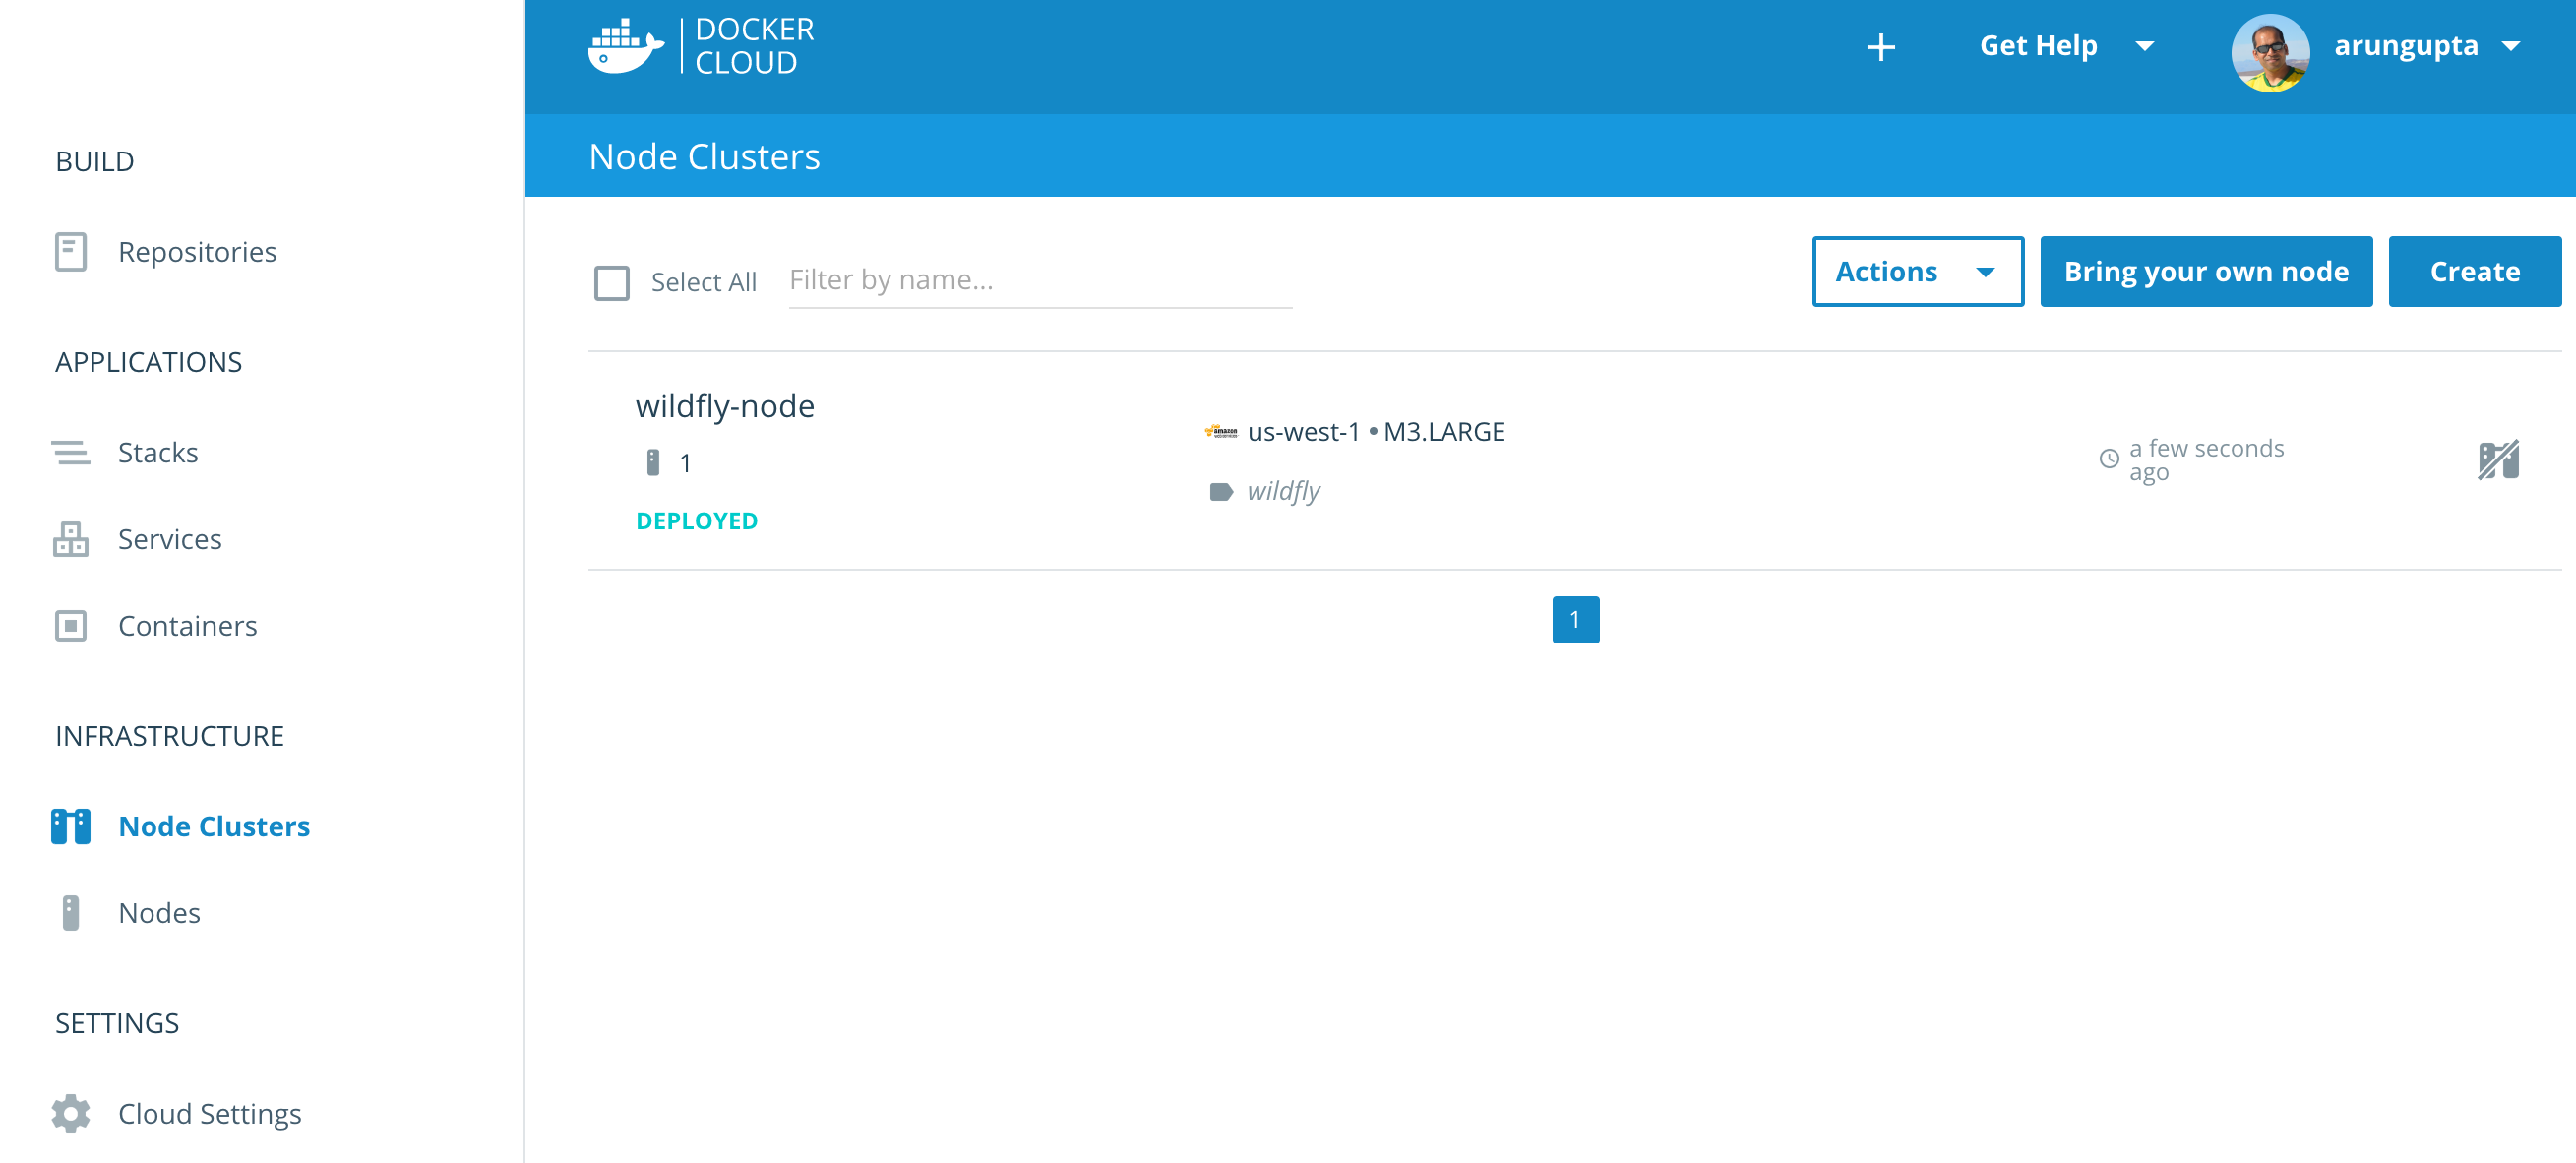 BUILD
Repositories
APPLICATIONS
Stacks
Services
Containers
INFRASTRUCTURE
Node Clusters
Nodes
SETTINGS
Cloud Settings
DOCKER
CLOUD
Get Help
arungupta
Node Clusters
Select All
Filter by name...
Actions
Bring your own node
Create
wildfly-node
1
DEPLOYED
amazon
us-west-1 • M3.LARGE
wildfly
a few seconds
ago
1